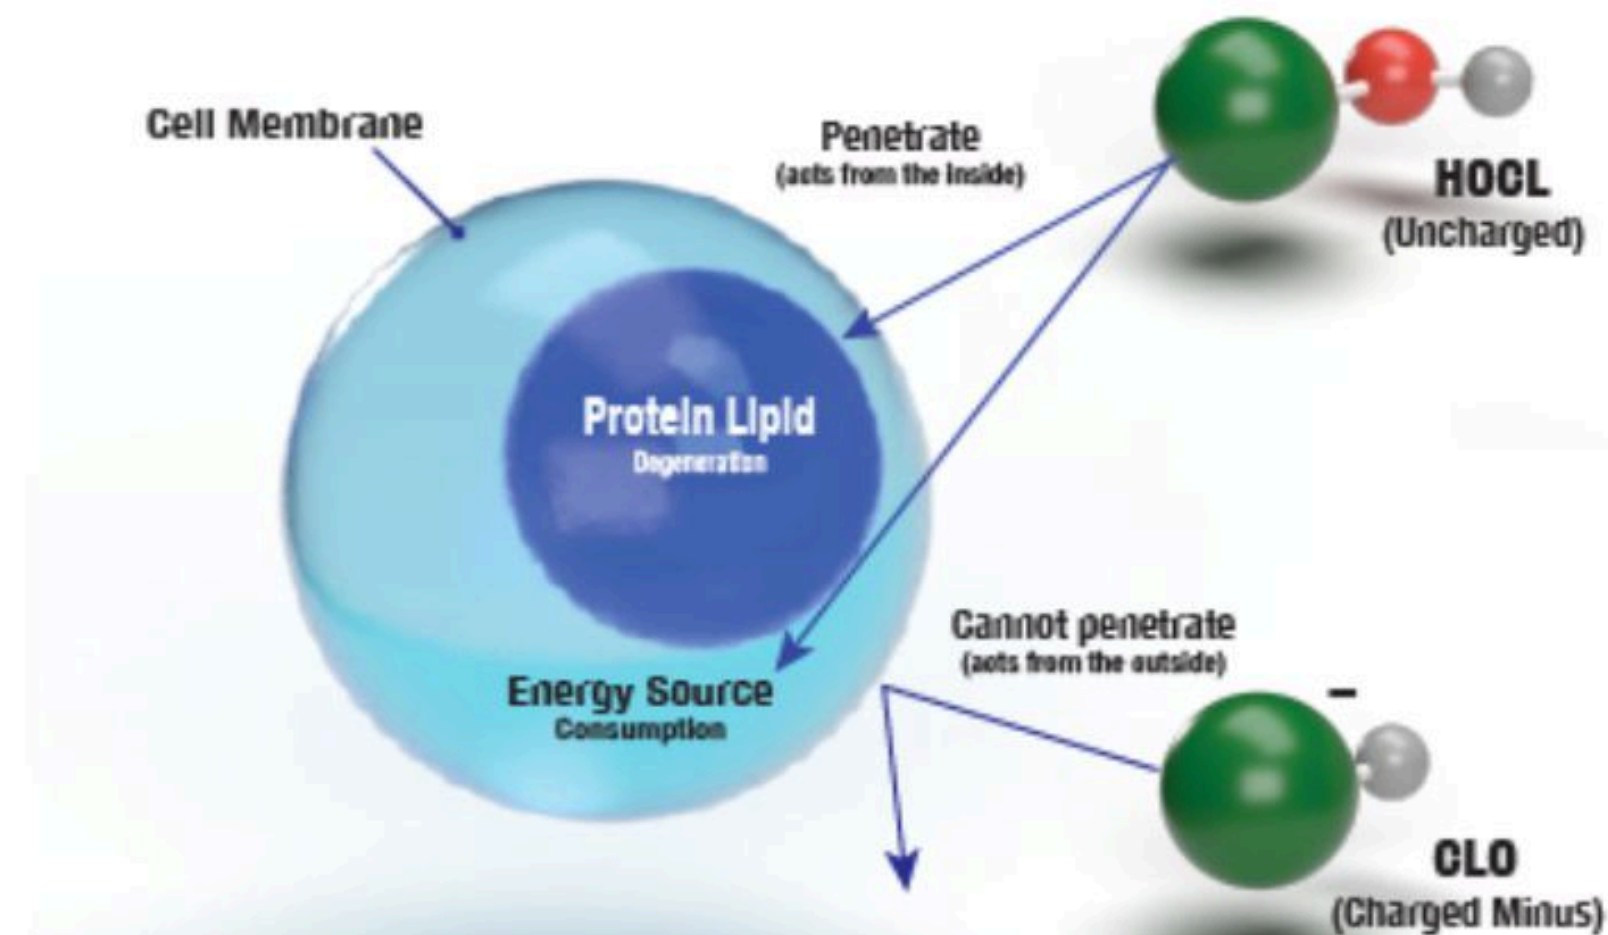 Cell Membrane
Penetrate
(acts from the inside)
HOCL
(Uncharged)
Protein Lipid
Degeneration
Cannot penetrate
(acts from the outside)
Energy Source
Consumption
−
CLO
(Charged Minus)